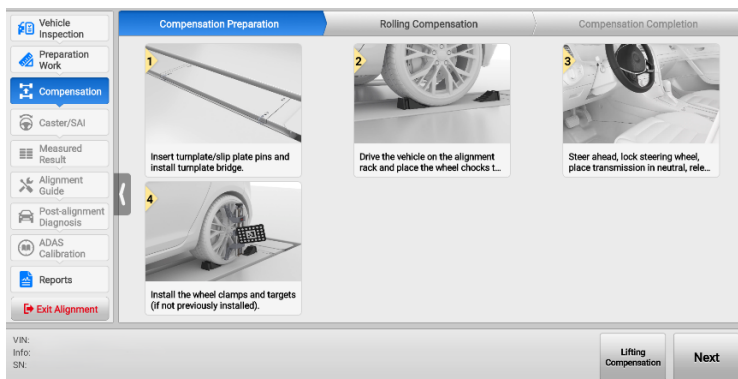 Vehicle
Inspection
Preparation
Work
Compensation
Caster/SAI
Measured
Result
Alignment
Guide
Post-alignment
Diagnosis
ADAS
Calibration
Reports
Exit Alignment
Compensation Preparation
Rolling Compensation
Compensation Completion
1
Insert turnplate/slip plate pins and
install turnplate bridge.
2
Drive the vehicle on the alignment
rack and place the wheel chocks t...
3
Steer ahead, lock steering wheel,
place transmission in neutral, rele...
4
Install the wheel clamps and targets
(if not previously installed).
VIN:
Info:
SN:
Lifting
Compensation
Next